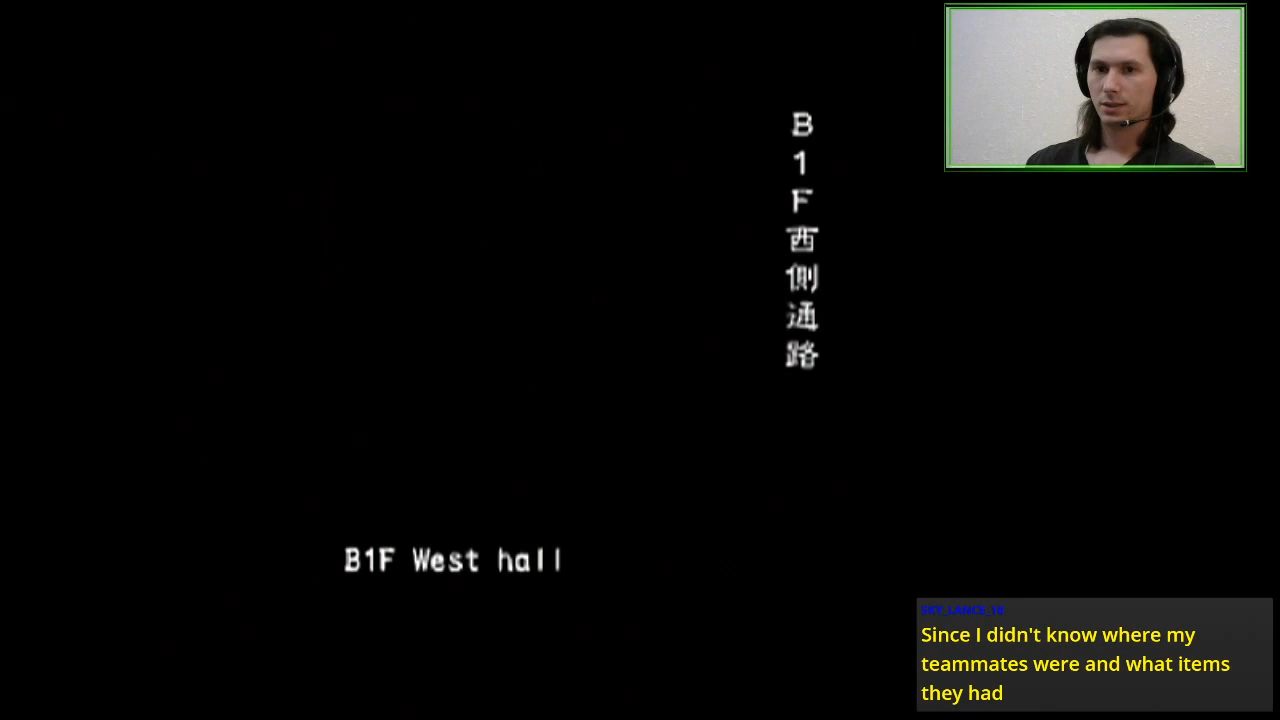 B1F西側通路
B1F West hall
SKY_LANCE_16:
Since I didn't know where my
teammates were and what items
they had